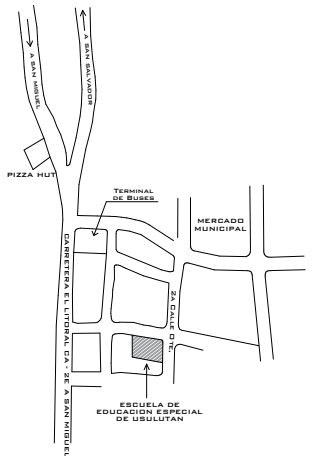 A SAN MIGUEL
A SAN SALVADOR
PIZZA HUT
TERMINAL
DE BUSES
MERCADO
MUNICIPAL
CARRETERA EL LITORAL CA - 2E A SAN MIGUEL
2A CALLE OTE.
ESCUELA DE
EDUCACION ESPECIAL
DE USULUTAN